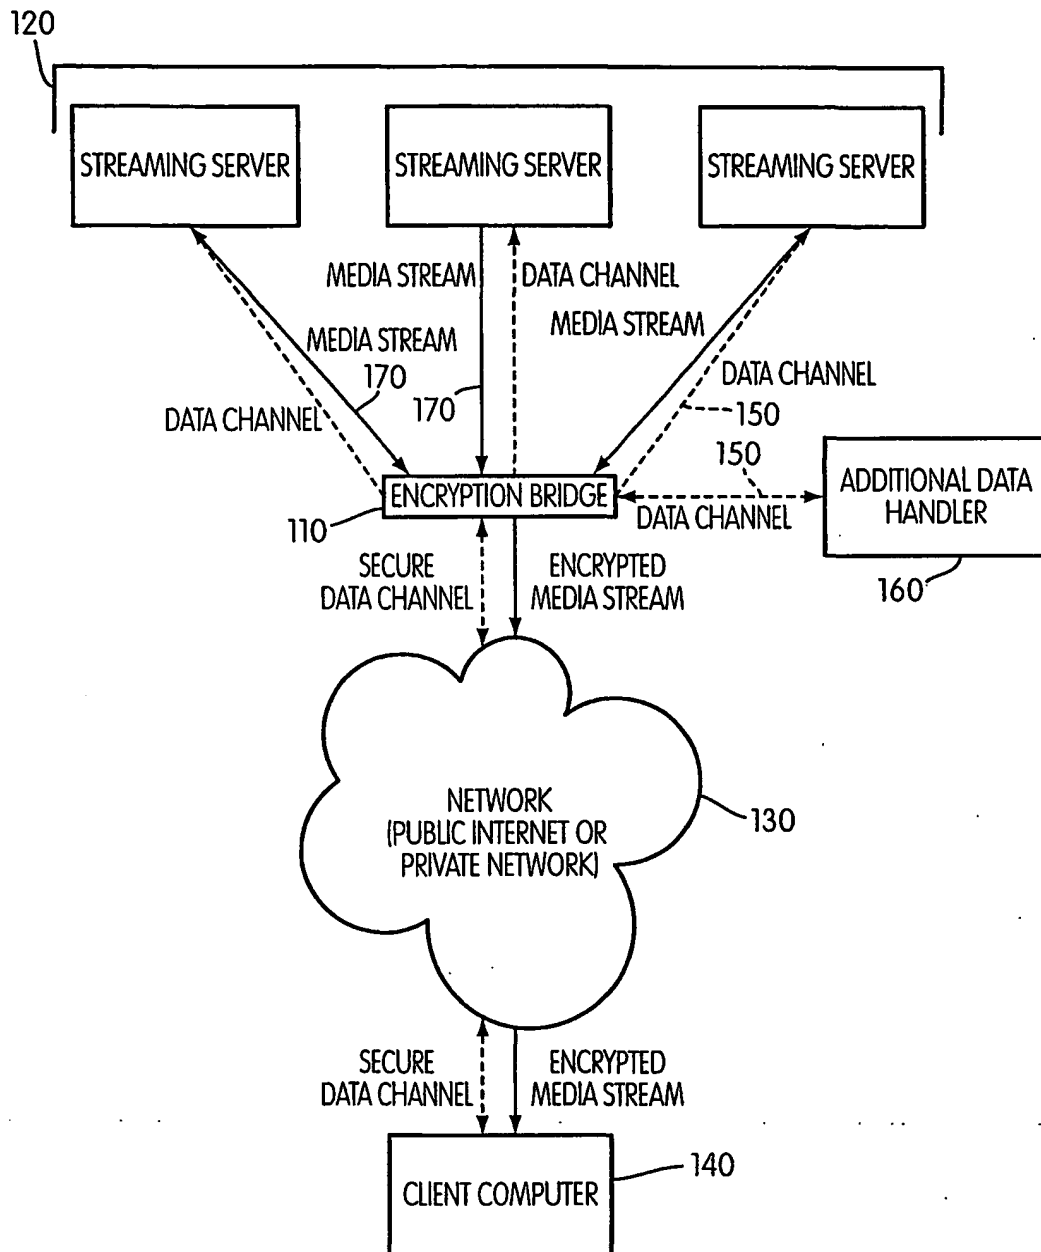 120
STREAMING SERVER
STREAMING SERVER
STREAMING SERVER
MEDIA STREAM
DATA CHANNEL
MEDIA STREAM
MEDIA STREAM
170
170
DATA CHANNEL
DATA CHANNEL
150
150
ENCRYPTION BRIDGE
110
DATA CHANNEL
ADDITIONAL DATA
HANDLER
160
SECURE
DATA CHANNEL
ENCRYPTED
MEDIA STREAM
NETWORK
(PUBLIC INTERNET OR
PRIVATE NETWORK)
130
SECURE
DATA CHANNEL
ENCRYPTED
MEDIA STREAM
CLIENT COMPUTER
140